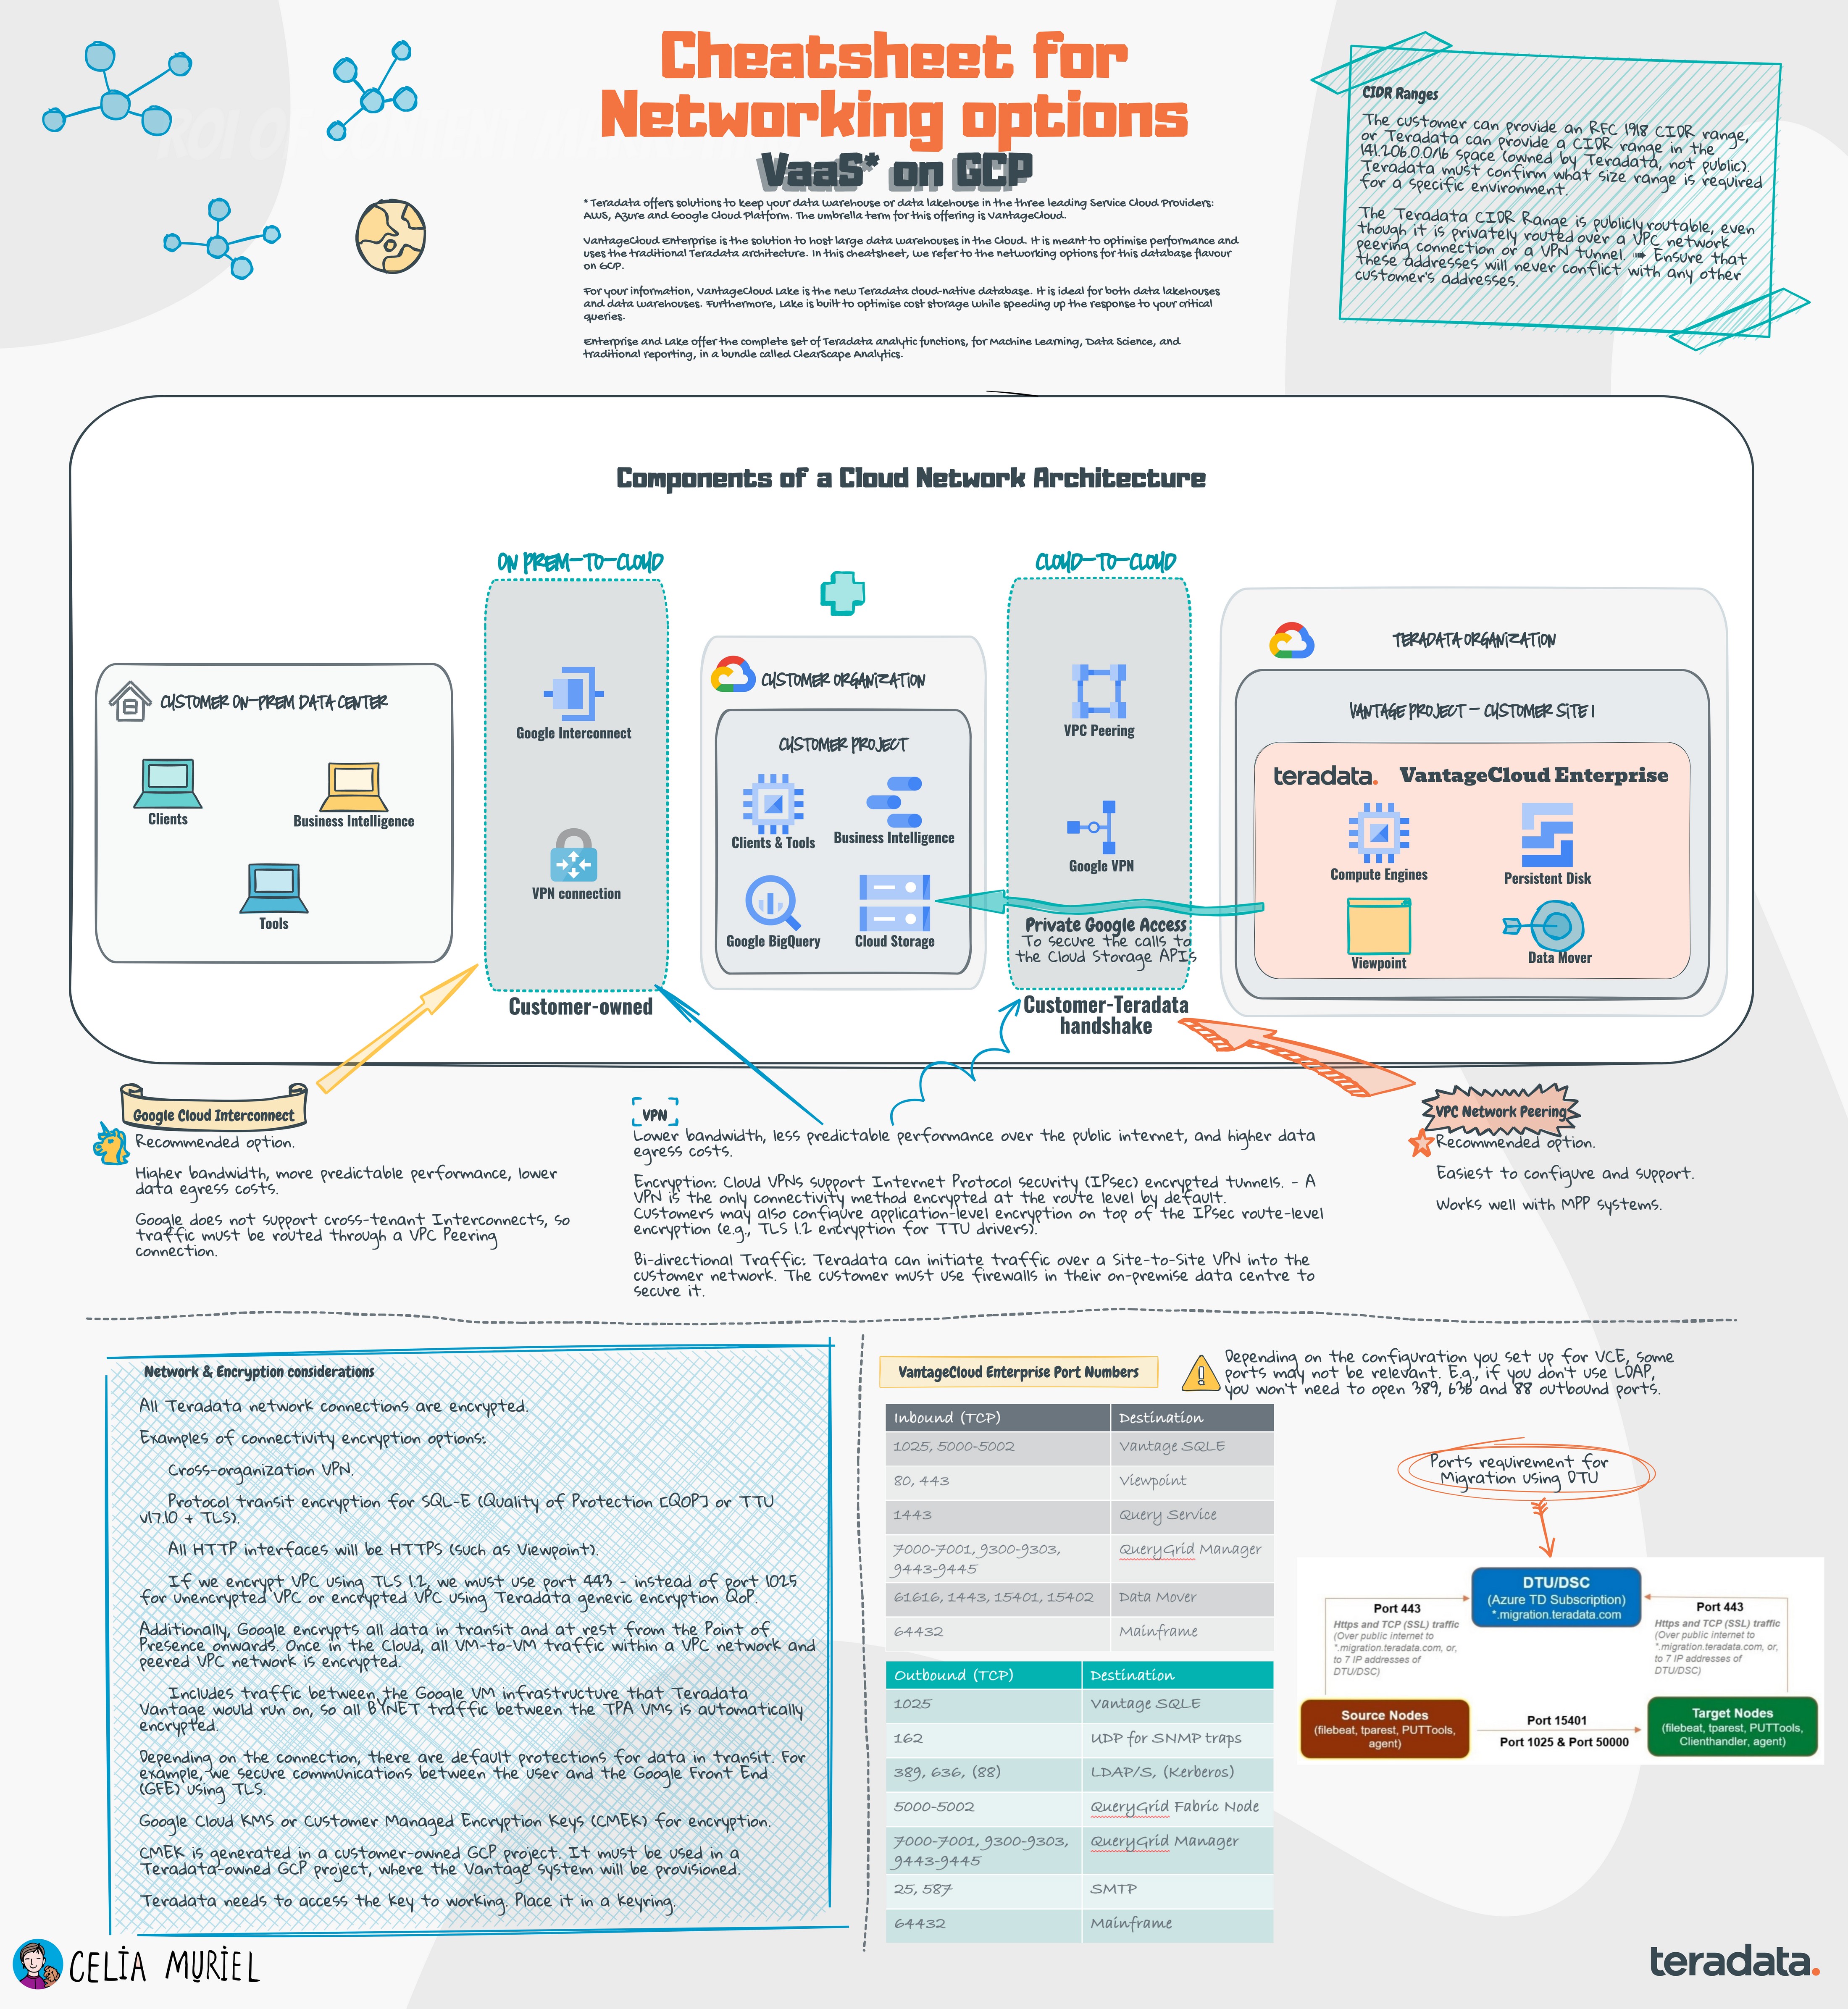 Cheatsheet for
Networking options
VaaS* on GCP
* Teradata offers solutions to keep your data warehouse or data lakehouse in the three leading Service Cloud Providers:
AWS, Azure and Google Cloud Platform. The umbrella term for this offering is VantageCloud.
VantageCloud Enterprise is the solution to host large data warehouses in the Cloud. It is meant to optimise performance and
uses the traditional Teradata architecture. In this cheatsheet, we refer to the networking options for this database flavour
on GCP.
For your information, VantageCloud Lake is the new Teradata cloud-native database. It is ideal for both data lakehouses
and data warehouses. Furthermore, Lake is built to optimise cost storage while speeding up the response to your critical
queries.
Enterprise and Lake offer the complete set of Teradata analytic functions, for Machine Learning, Data Science, and
traditional reporting, in a bundle called ClearScape Analytics.
CIDR Ranges
The customer can provide an RFC 1918 CIDR range,
or Teradata can provide a CIDR range in the
141.206.0.0/16 space (owned by Teradata, not public).
Teradata must confirm what size range is required
for a specific environment.
The Teradata CIDR Range is publicly routable, even
though it is privately routed over a VPC network
peering connection or a VPN tunnel. ➠ Ensure that
these addresses will never conflict with any other
customer's addresses.
Components of a Cloud Network Architecture
CUSTOMER ON-PREM DATA CENTER
Clients
Business Intelligence
Tools
ON PREM-TO-CLOUD
Google Interconnect
VPN connection
Customer-owned
CUSTOMER ORGANIZATION
CUSTOMER PROJECT
Clients & Tools
Business Intelligence
Google BigQuery
Cloud Storage
CLOUD-TO-CLOUD
VPC Peering
Google VPN
Private Google Access
To secure the calls to
the Cloud Storage APIs
Customer-Teradata
handshake
TERADATA ORGANIZATION
VANTAGE PROJECT - CUSTOMER SITE 1
teradata. VantageCloud Enterprise
Compute Engines
Persistent Disk
Viewpoint
Data Mover
Google Cloud Interconnect
Recommended option.
Higher bandwidth, more predictable performance, lower
data egress costs.
Google does not support cross-tenant Interconnects, so
traffic must be routed through a VPC Peering
connection.
VPN
Lower bandwidth, less predictable performance over the public internet, and higher data
egress costs.
Encryption: Cloud VPNs support Internet Protocol security (IPsec) encrypted tunnels. - A
VPN is the only connectivity method encrypted at the route level by default.
Customers may also configure application-level encryption on top of the IPsec route-level
encryption (e.g., TLS 1.2 encryption for TTU drivers).
Bi-directional Traffic: Teradata can initiate traffic over a Site-to-Site VPN into the
customer network. The customer must use firewalls in their on-premise data centre to
secure it.
VPC Network Peering
Recommended option.
Easiest to configure and support.
Works well with MPP systems.
Network & Encryption considerations
All Teradata network connections are encrypted.
Examples of connectivity encryption options:
Cross-organization VPN.
Protocol transit encryption for SQL-E (Quality of Protection [QOP] or TTU
v17.10 + TLS).
All HTTP interfaces will be HTTPs (such as Viewpoint).
If we encrypt VPC using TLS 1.2, we must use port 443 - instead of port 1025
for unencrypted VPC or encrypted VPC using Teradata generic encryption QoP.
Additionally, Google encrypts all data in transit and at rest from the Point of
Presence onwards. Once in the Cloud, all VM-to-VM traffic within a VPC network and
peered VPC network is encrypted.
Includes traffic between the Google VM infrastructure that Teradata
Vantage would run on, so all BYNET traffic between the TPA VMs is automatically
encrypted.
Depending on the connection, there are default protections for data in transit. For
example, we secure communications between the user and the Google Front End
(GFE) using TLS.
Google Cloud KMS or Customer Managed Encryption Keys (CMEK) for encryption.
CMEK is generated in a customer-owned GCP project. It must be used in a
Teradata-owned GCP project, where the Vantage system will be provisioned.
Teradata needs to access the key to working. Place it in a keyring.
VantageCloud Enterprise Port Numbers
Depending on the configuration you set up for VCE, some
ports may not be relevant. E.g., if you don't use LDAP,
you won't need to open 389, 636 and 88 outbound ports.
Inbound (TCP) Destination
1025, 5000-5002 Vantage SQLE
80, 443 Viewpoint
1443 Query Service
7000-7001, 9300-9303, QueryGrid Manager
9443-9445
61616, 1443, 15401, 15402 Data Mover
64432 Mainframe
Outbound (TCP) Destination
1025 Vantage SQLE
162 UDP for SNMP traps
389, 636, (88) LDAP/S, (Kerberos)
5000-5002 QueryGrid Fabric Node
7000-7001, 9300-9303, QueryGrid Manager
9443-9445
25, 587 SMTP
64432 Mainframe
Ports requirement for
Migration using DTU
DTU/DSC
(Azure TD Subscription)
*.migration.teradata.com
Port 443
Https and TCP (SSL) traffic
(Over public internet to
*.migration.teradata.com, or,
to 7 IP addresses of
DTU/DSC)
Port 443
Https and TCP (SSL) traffic
(Over public internet to
*.migration.teradata.com, or,
to 7 IP addresses of
DTU/DSC)
Source Nodes
(filebeat, tparest, PUTTools,
agent)
Port 15401
Port 1025 & Port 50000
Target Nodes
(filebeat, tparest, PUTTools,
Clienthandler, agent)
CELIA MURIEL
teradata.